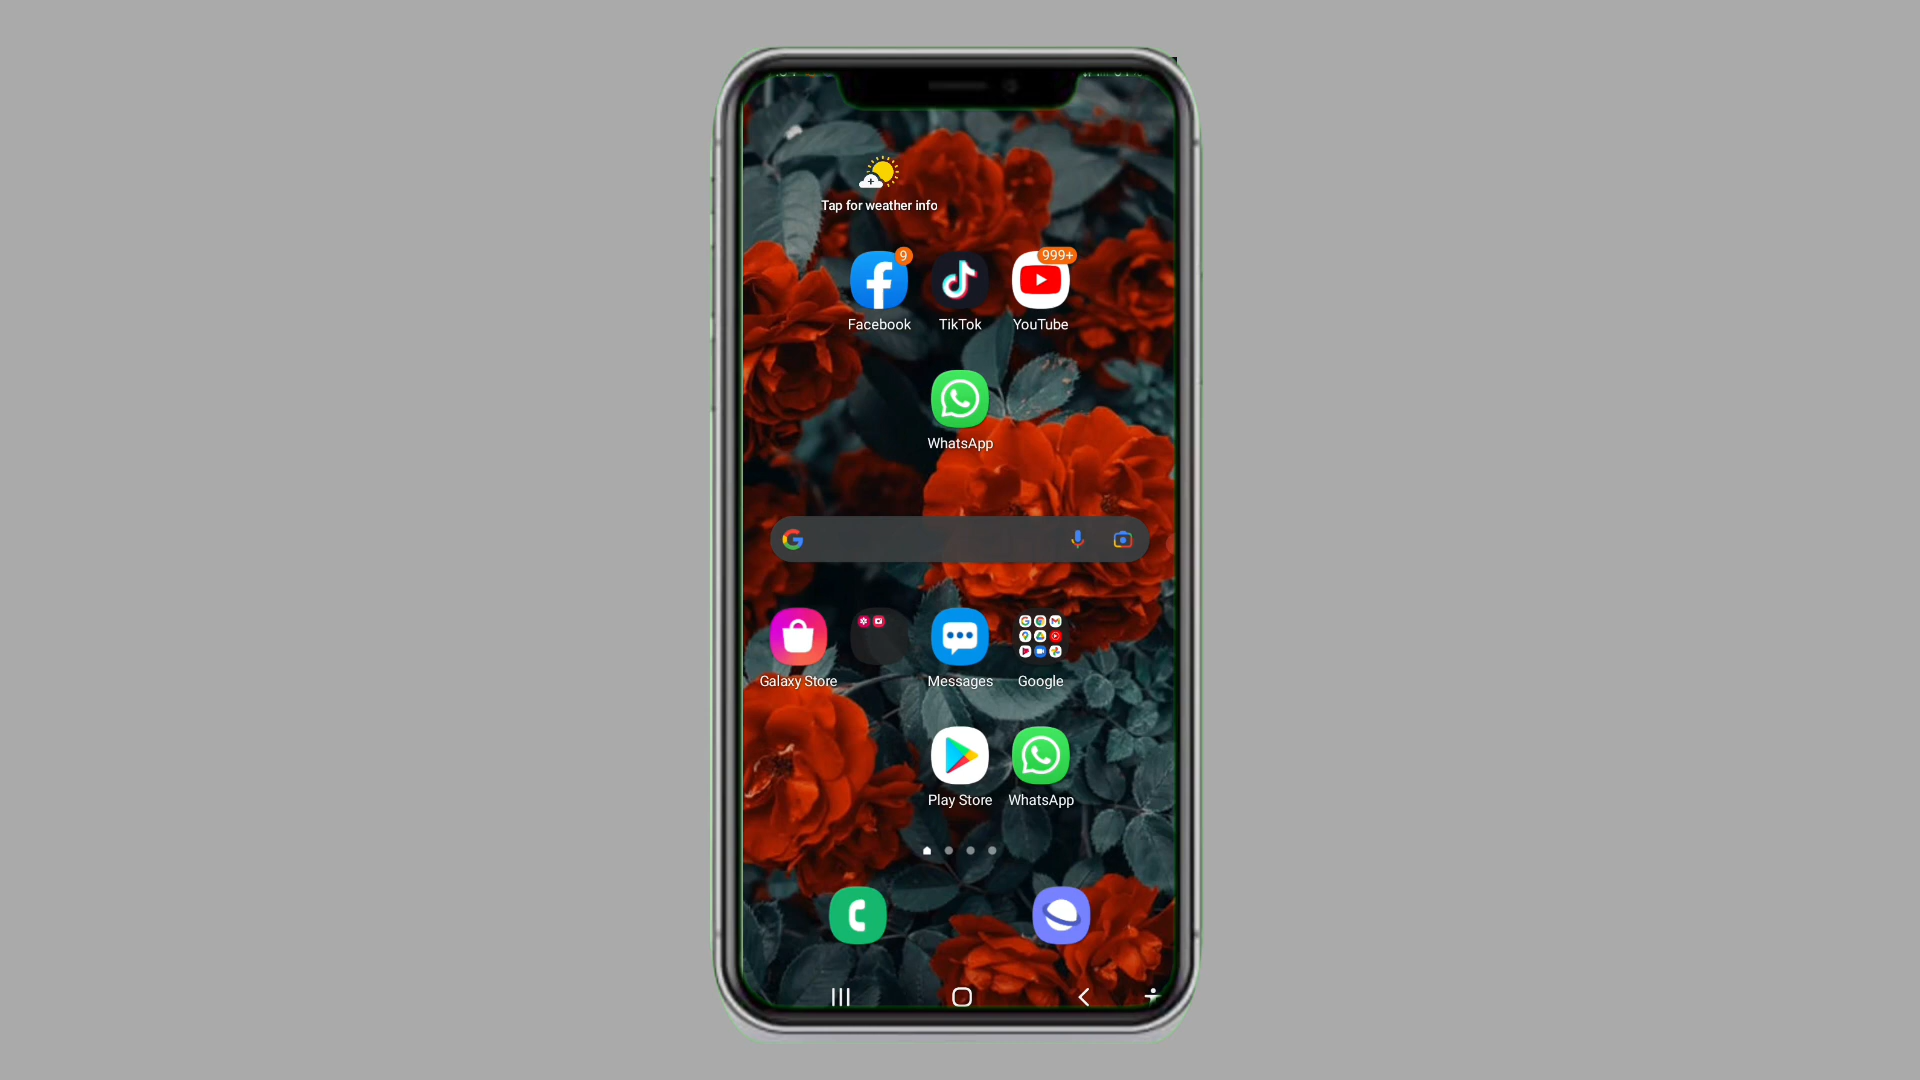 Tap for weather info
9
999+
Facebook
TikTok
YouTube
WhatsApp
Galaxy Store
Messages
Google
Play Store
WhatsApp